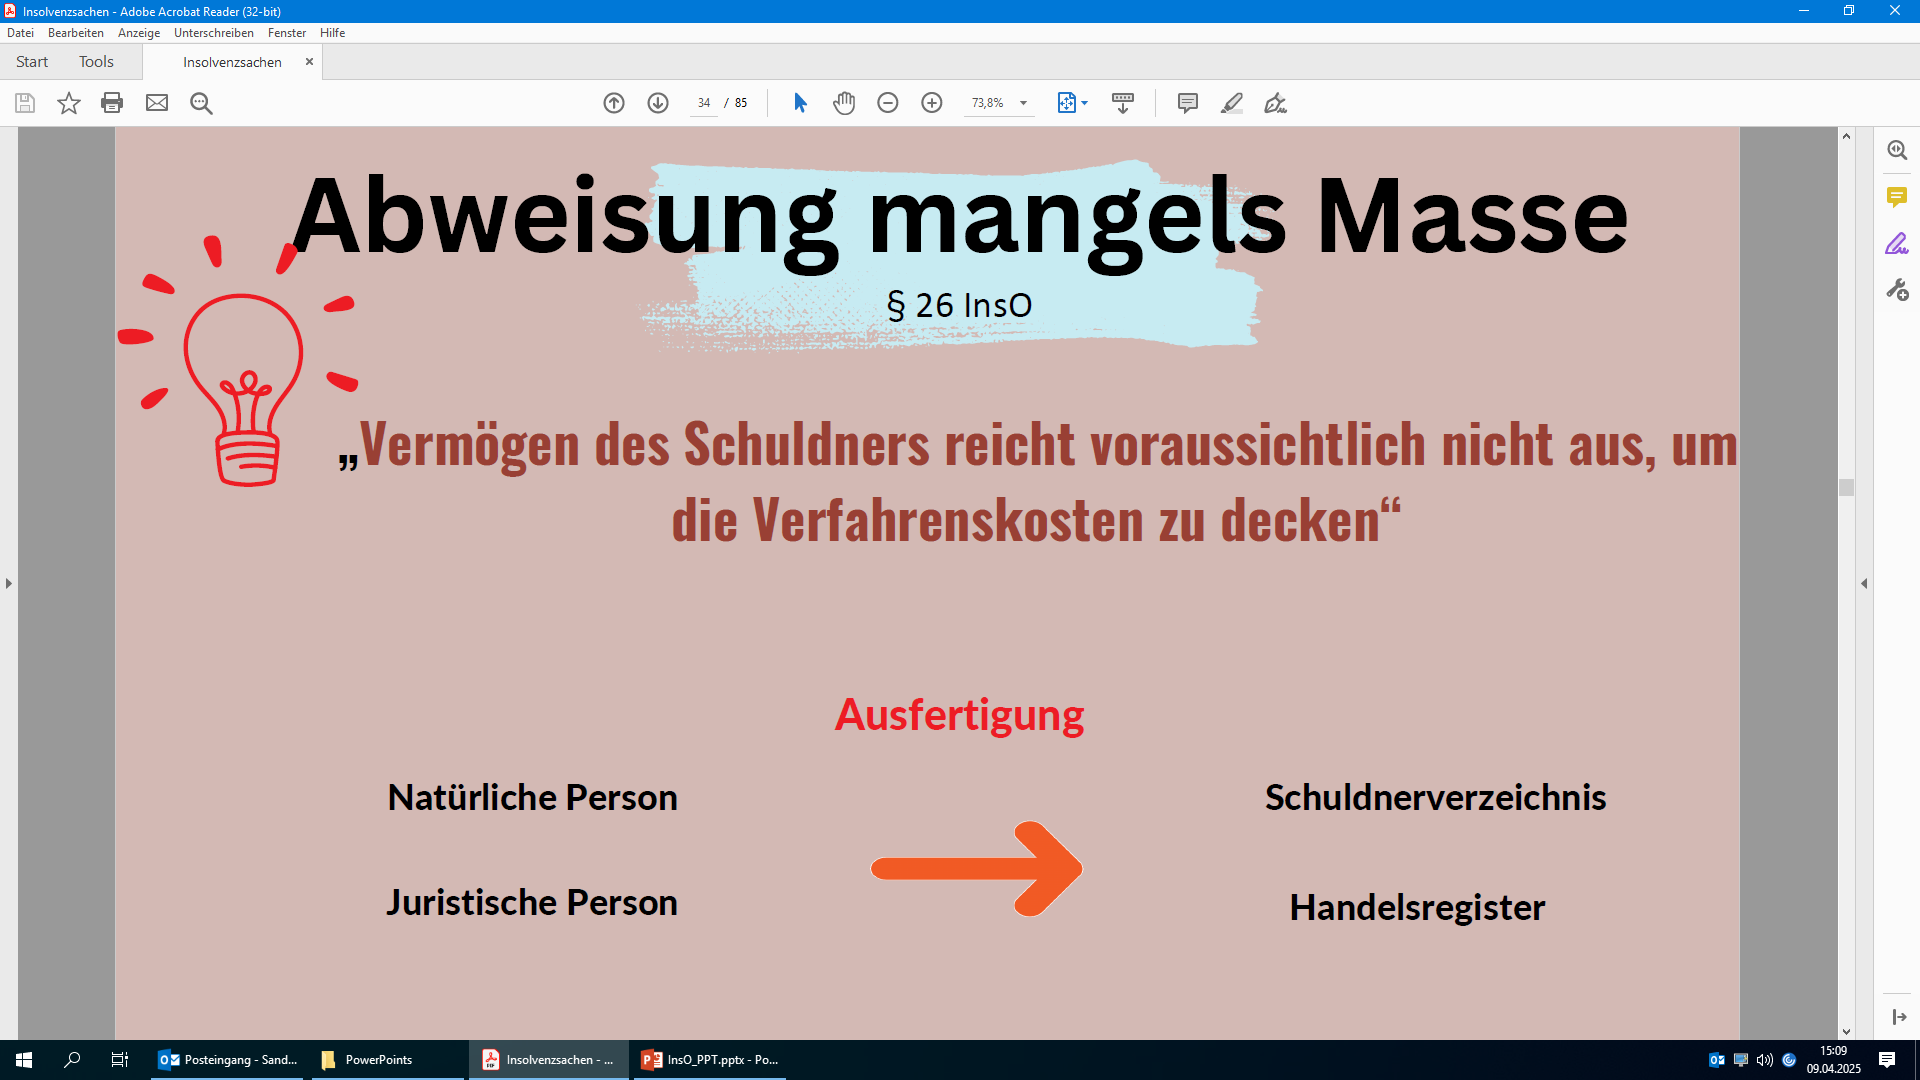 Insolvenzsachen - Adobe Acrobat Reader (32-bit)
Datei Bearbeiten Anzeige Unterschreiben Fenster Hilfe
Start Tools Insolvenzsachen ×
34 / 85 73,8%
Abweisung mangels Masse
§ 26 InsO
„Vermögen des Schuldners reicht voraussichtlich nicht aus, um
die Verfahrenskosten zu decken“
Ausfertigung
Natürliche Person Schuldnerverzeichnis
Juristische Person Handelsregister
Posteingang - Sand... PowerPoints Insolvenzsachen - ... InsO_PPT.pptx - Po... 15:09
09.04.2025